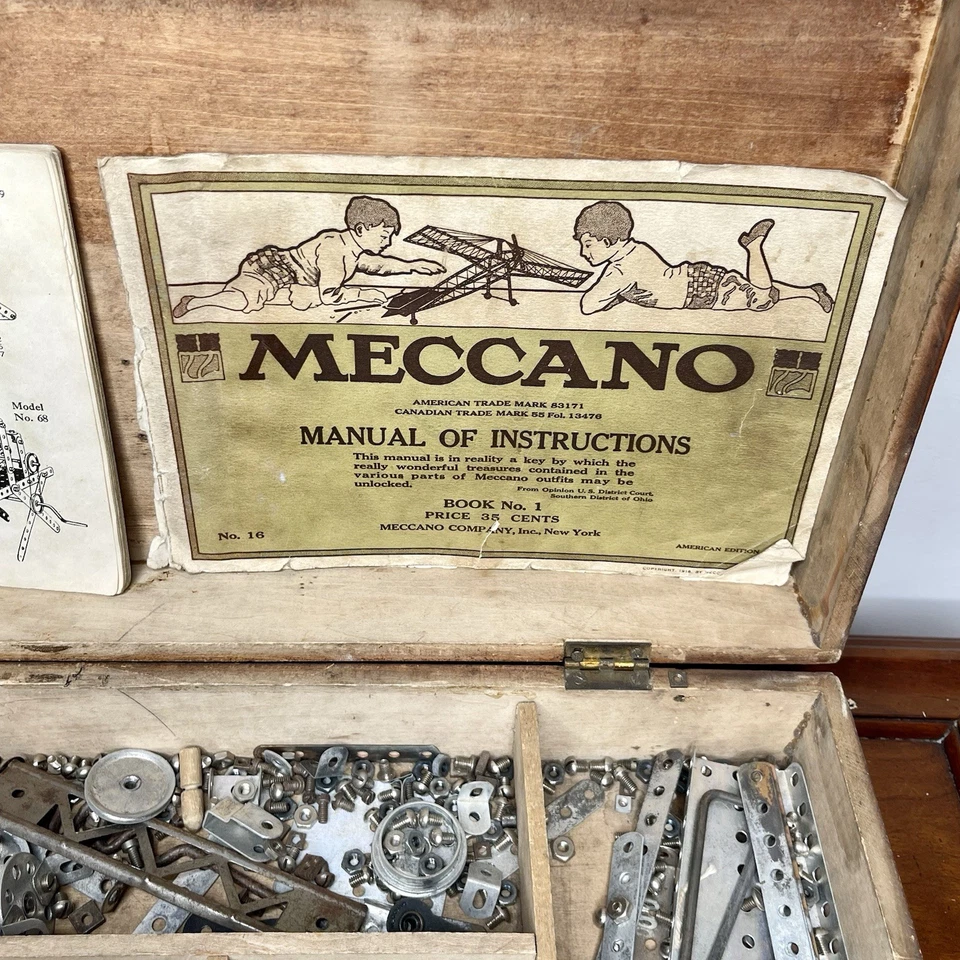 9
Model
No. 68
MECCANO
AMERICAN TRADE MARK 83171
CANADIAN TRADE MARK 55 Fol. 13476
MANUAL OF INSTRUCTIONS
This manual is in reality a key by which the
really wonderful treasures contained in the
various parts of Meccano outfits may be
unlocked.
From Opinion U. S. District Court,
Southern District of Ohio
BOOK No. 1
PRICE 35 CENTS
MECCANO COMPANY, Inc., New York
No. 16
AMERICAN EDITION
COPYRIGHT, BY